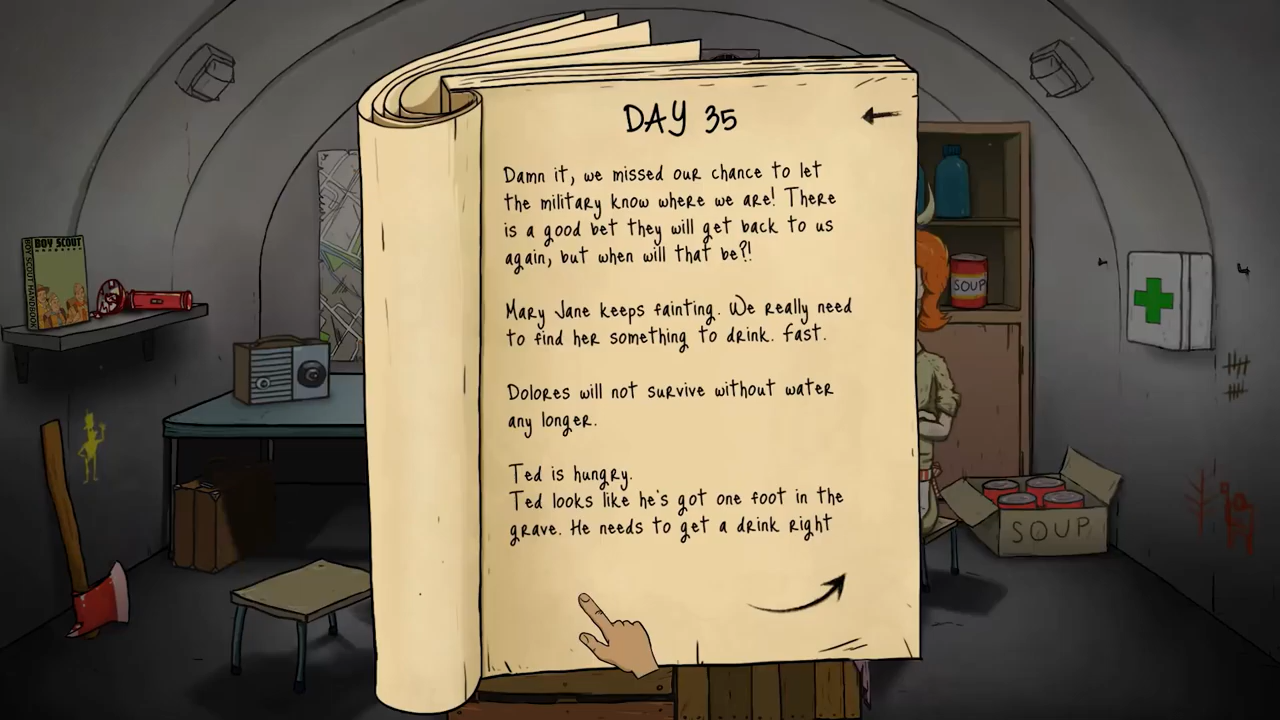 DAY 35
Damn it, we missed our chance to let
the military know where we are! There
is a good bet they will get back to us
again, but when will that be?!
Mary Jane keeps fainting. We really need
to find her something to drink. Fast.
Dolores will not survive without water
any longer.
Ted is hungry.
Ted looks like he's got one foot in the
grave. He needs to get a drink right
BOY SCOUT
BOY SCOUT HANDBOOK
SOUP
SOUP